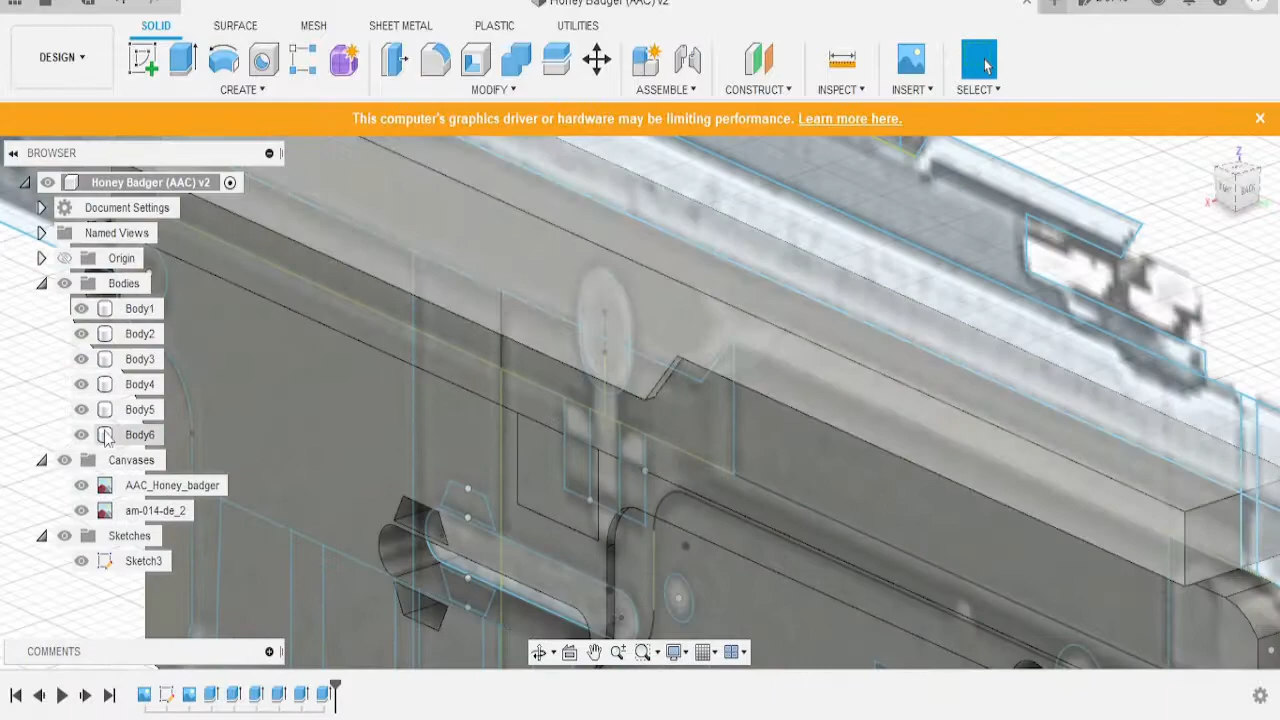 Honey Badger (AAC) v2
SOLID
SURFACE
MESH
SHEET METAL
PLASTIC
UTILITIES
DESIGN
CREATE
MODIFY
ASSEMBLE
CONSTRUCT
INSPECT
INSERT
SELECT
This computer's graphics driver or hardware may be limiting performance. Learn more here.
BROWSER
Honey Badger (AAC) v2
Document Settings
Named Views
Origin
Bodies
Body1
Body2
Body3
Body4
Body5
Body6
Canvases
AAC_Honey_badger
am-014-de_2
Sketches
Sketch3
COMMENTS
Z
X
BACK